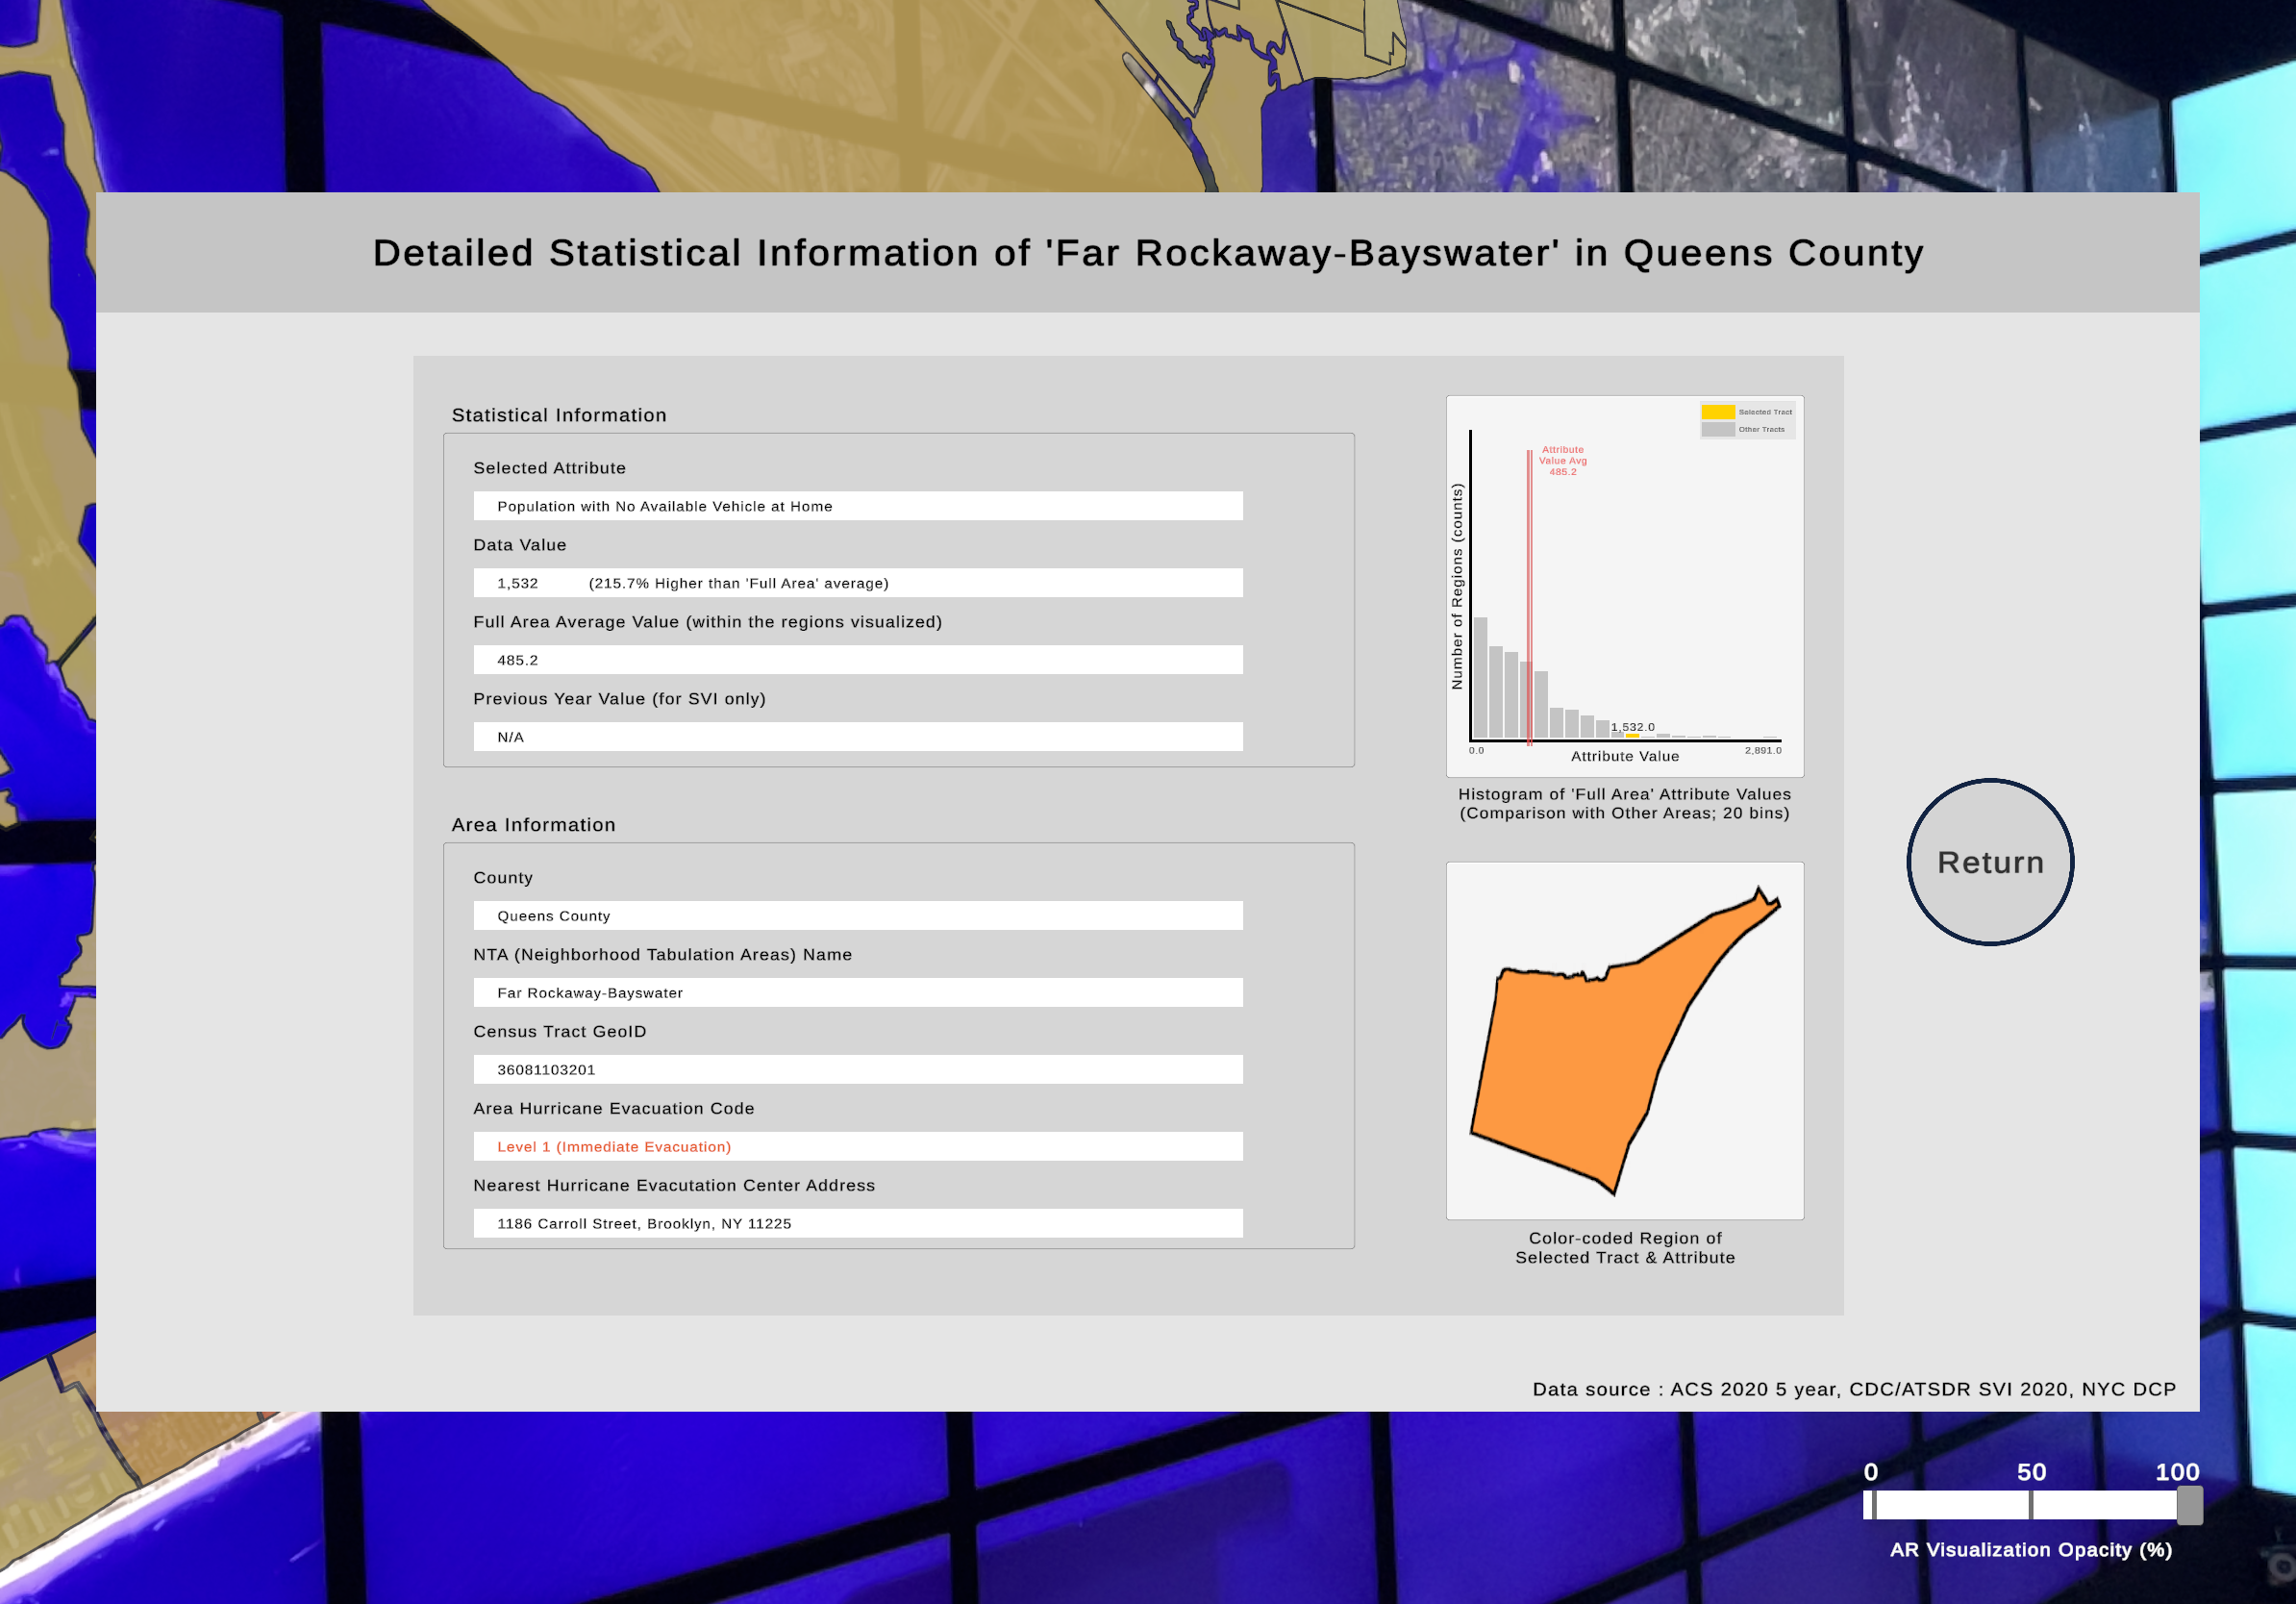 Detailed Statistical Information of 'Far Rockaway-Bayswater' in Queens County
Statistical Information
Selected Attribute
Population with No Available Vehicle at Home
Data Value
1,532 (215.7% Higher than 'Full Area' average)
Full Area Average Value (within the regions visualized)
485.2
Previous Year Value (for SVI only)
N/A
Area Information
County
Queens County
NTA (Neighborhood Tabulation Areas) Name
Far Rockaway-Bayswater
Census Tract GeoID
36081103201
Area Hurricane Evacuation Code
Level 1 (Immediate Evacuation)
Nearest Hurricane Evacutation Center Address
1186 Carroll Street, Brooklyn, NY 11225
Selected Tract
Other Tracts
Attribute
Value Avg
485.2
Number of Regions (counts)
1,532.0
0.0
2,891.0
Attribute Value
Histogram of 'Full Area' Attribute Values
(Comparison with Other Areas; 20 bins)
Color-coded Region of
Selected Tract & Attribute
Return
Data source : ACS 2020 5 year, CDC/ATSDR SVI 2020, NYC DCP
0 50 100
AR Visualization Opacity (%)